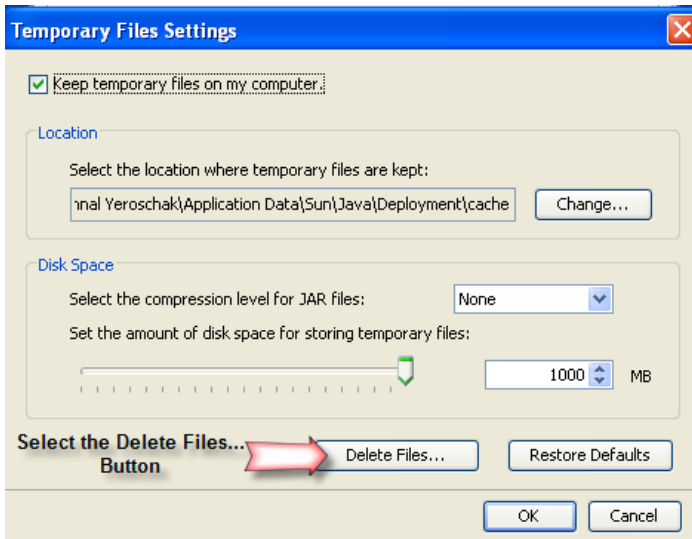 Temporary Files Settings
Keep temporary files on my computer.
Location
Select the location where temporary files are kept:
nnal Yeroschak\Application Data\Sun\Java\Deployment\cache
Change...
Disk Space
Select the compression level for JAR files:
None
Set the amount of disk space for storing temporary files:
1000
MB
Select the Delete Files...
Button
Delete Files...
Restore Defaults
OK
Cancel